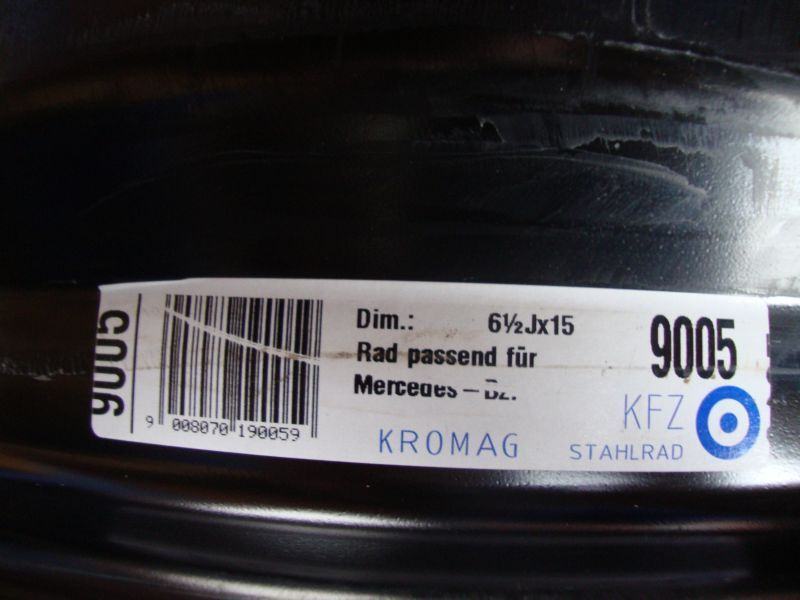 9005
9 008070 190059
Dim.: 6½Jx15
Rad passend für
Mercedes – Bz.
KROMAG
9005
KFZ
STAHLRAD